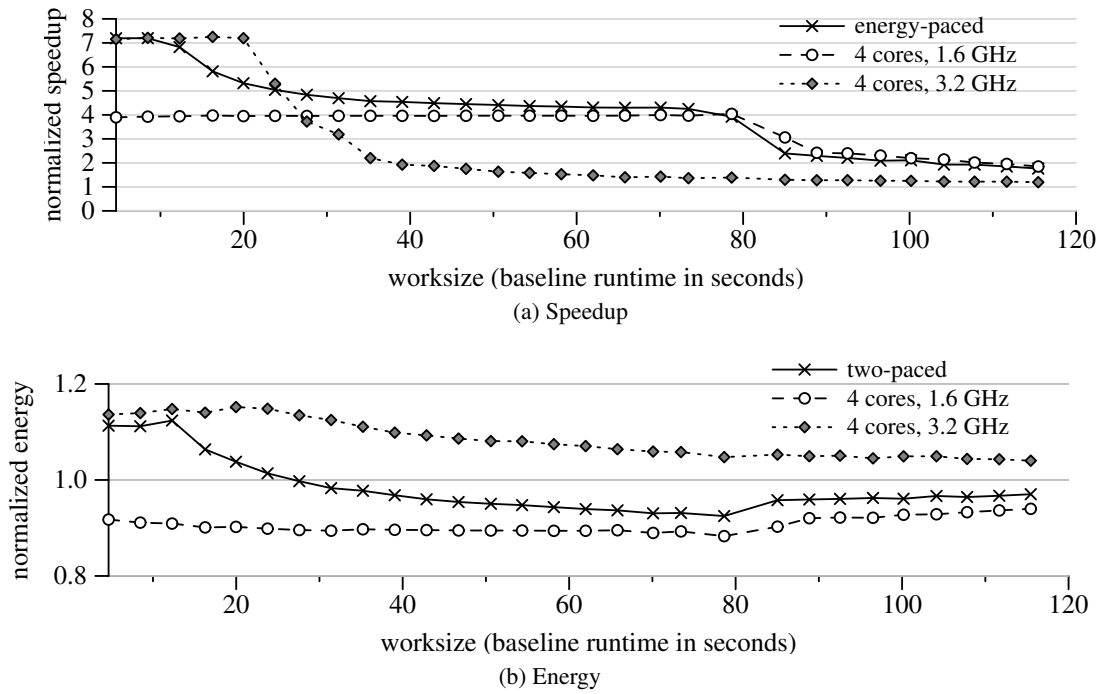 8
7
6
5
4
3
2
1
0
normalized speedup
energy-paced
4 cores, 1.6 GHz
4 cores, 3.2 GHz
20
40
60
80
100
120
worksize (baseline runtime in seconds)
(a) Speedup
1.2
1.0
0.8
normalized energy
two-paced
4 cores, 1.6 GHz
4 cores, 3.2 GHz
20
40
60
80
100
120
worksize (baseline runtime in seconds)
(b) Energy